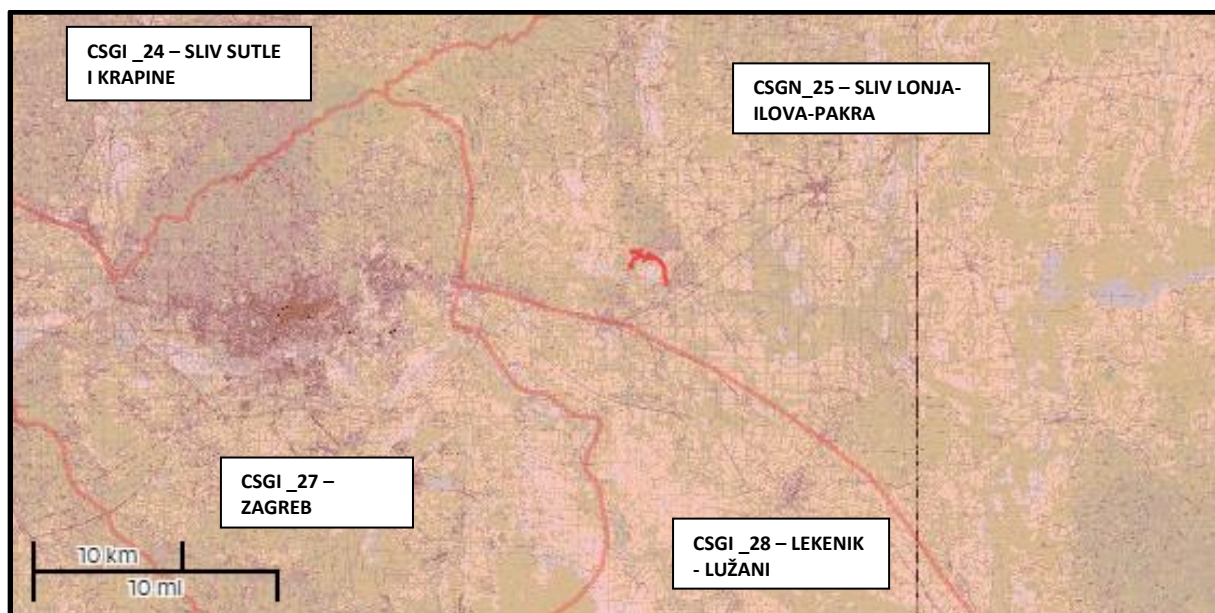 CSGI _24 – SLIV SUTLE
I KRAPINE
CSGN_25 – SLIV LONJA-
ILOVA-PAKRA
CSGI _27 –
ZAGREB
CSGI _28 – LEKENIK
- LUŽANI
10 km
10 mi